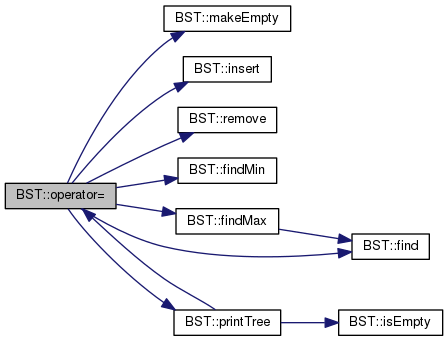 BST::makeEmpty
BST::insert
BST::remove
BST::findMin
BST::operator=
BST::findMax
BST::find
BST::printTree
BST::isEmpty